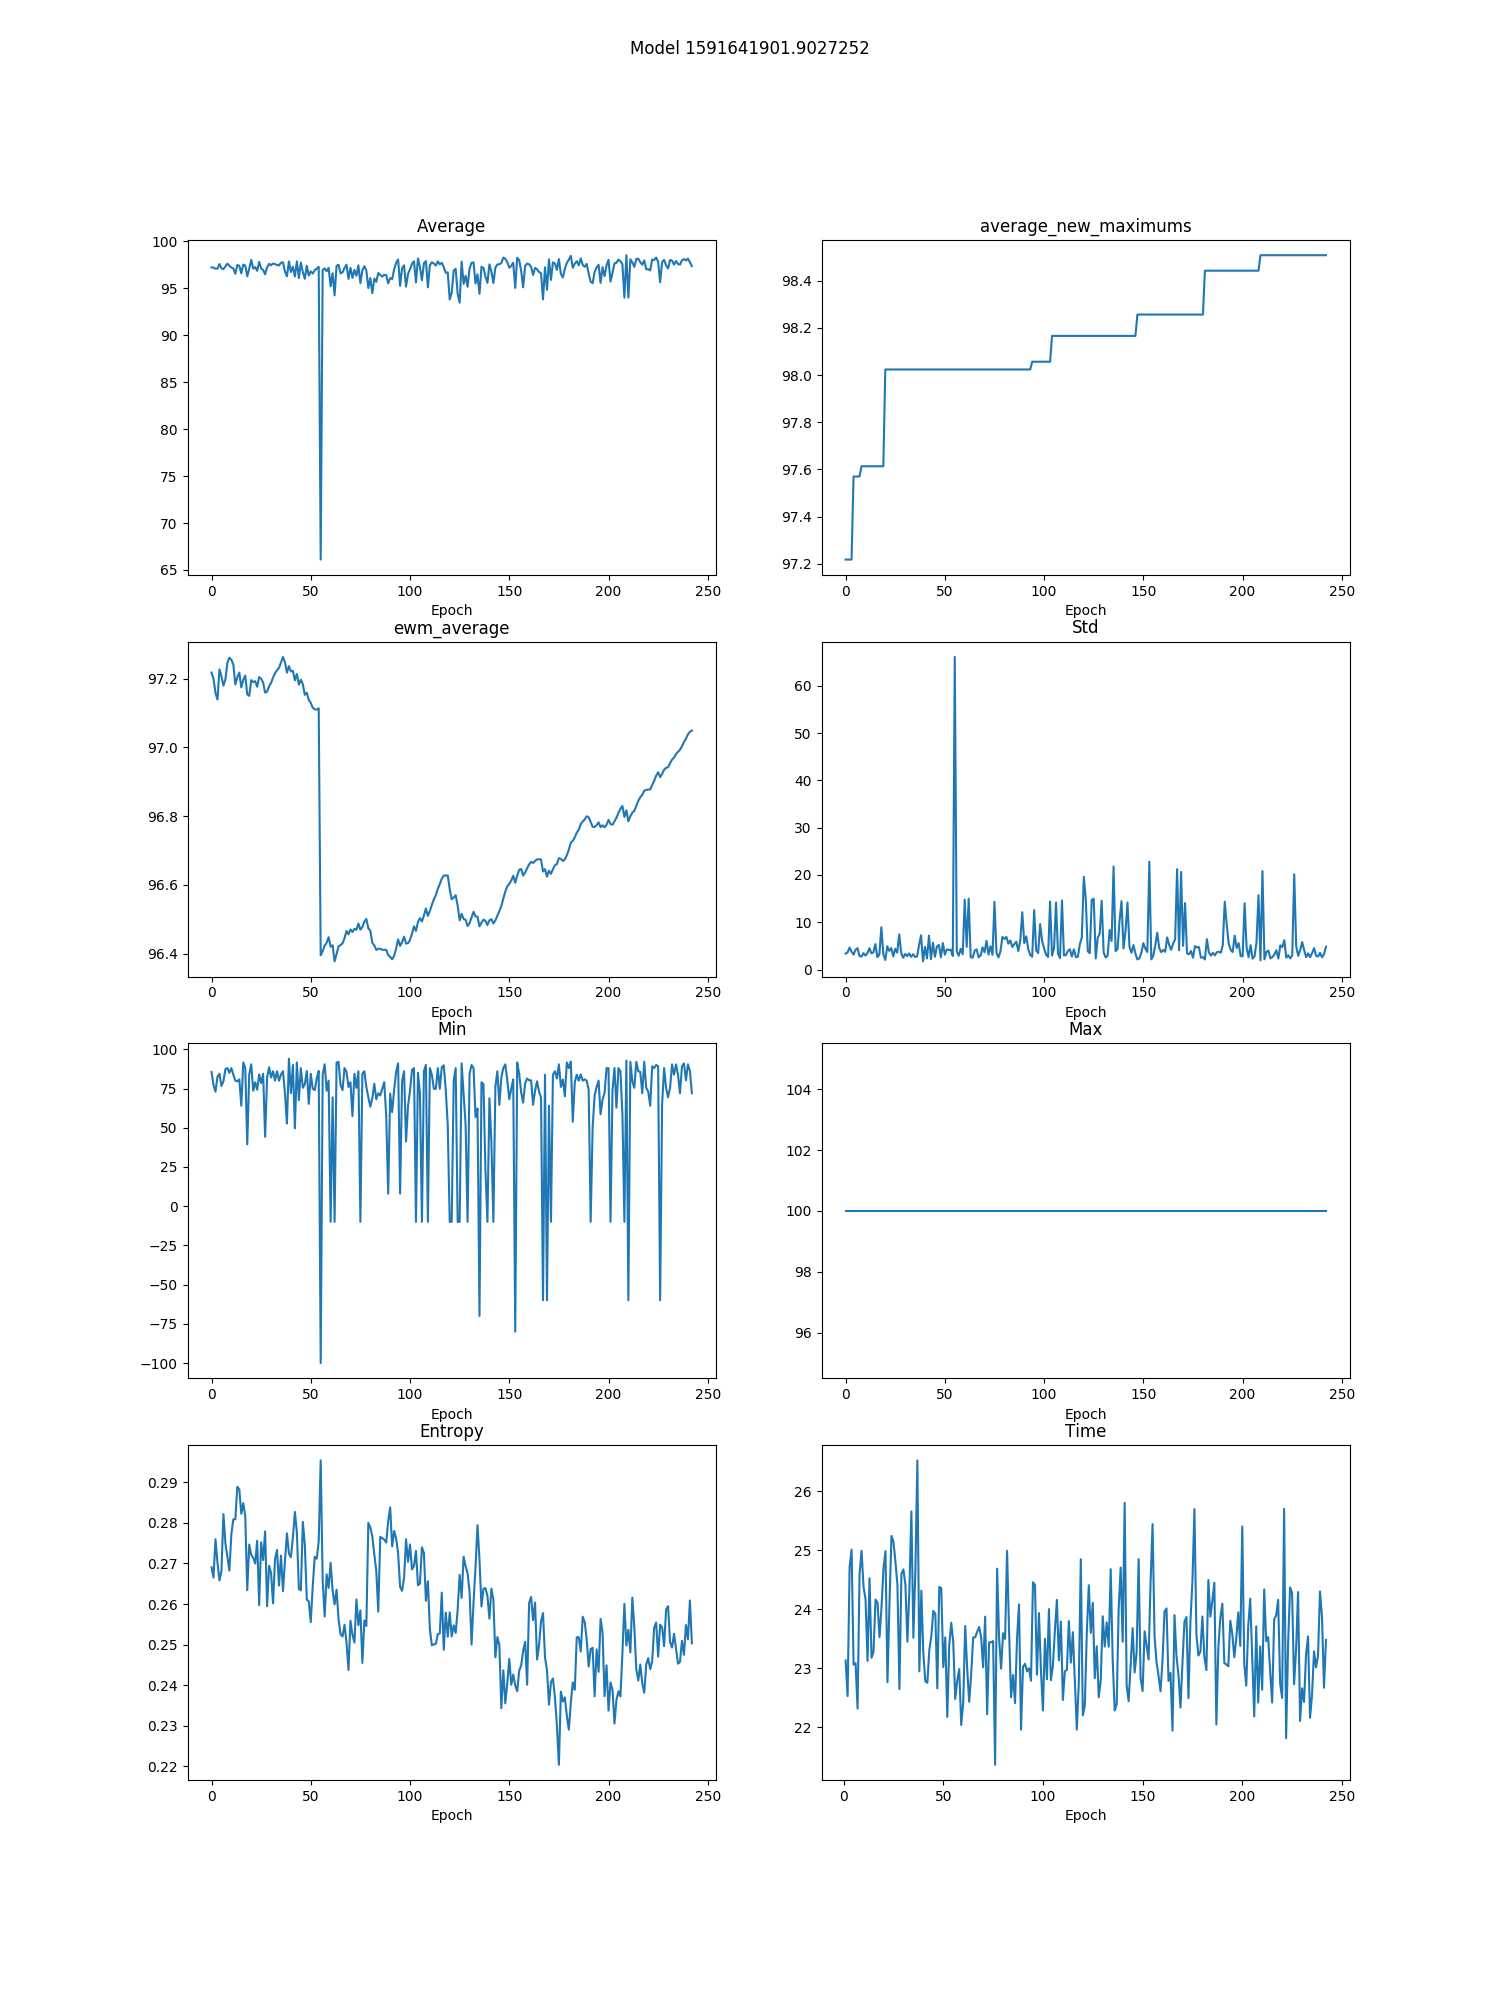 Model 1591641901.9027252
Average
100
95
90
85
80
75
70
65
0 50 100 150 200 250
Epoch
average_new_maximums
98.4
98.2
98.0
97.8
97.6
97.4
97.2
0 50 100 150 200 250
Epoch
ewm_average
97.2
97.0
96.8
96.6
96.4
0 50 100 150 200 250
Epoch
Std
60
50
40
30
20
10
0
0 50 100 150 200 250
Epoch
Min
100
75
50
25
0
−25
−50
−75
−100
0 50 100 150 200 250
Epoch
Max
104
102
100
98
96
0 50 100 150 200 250
Epoch
Entropy
0.29
0.28
0.27
0.26
0.25
0.24
0.23
0.22
0 50 100 150 200 250
Epoch
Time
26
25
24
23
22
0 50 100 150 200 250
Epoch